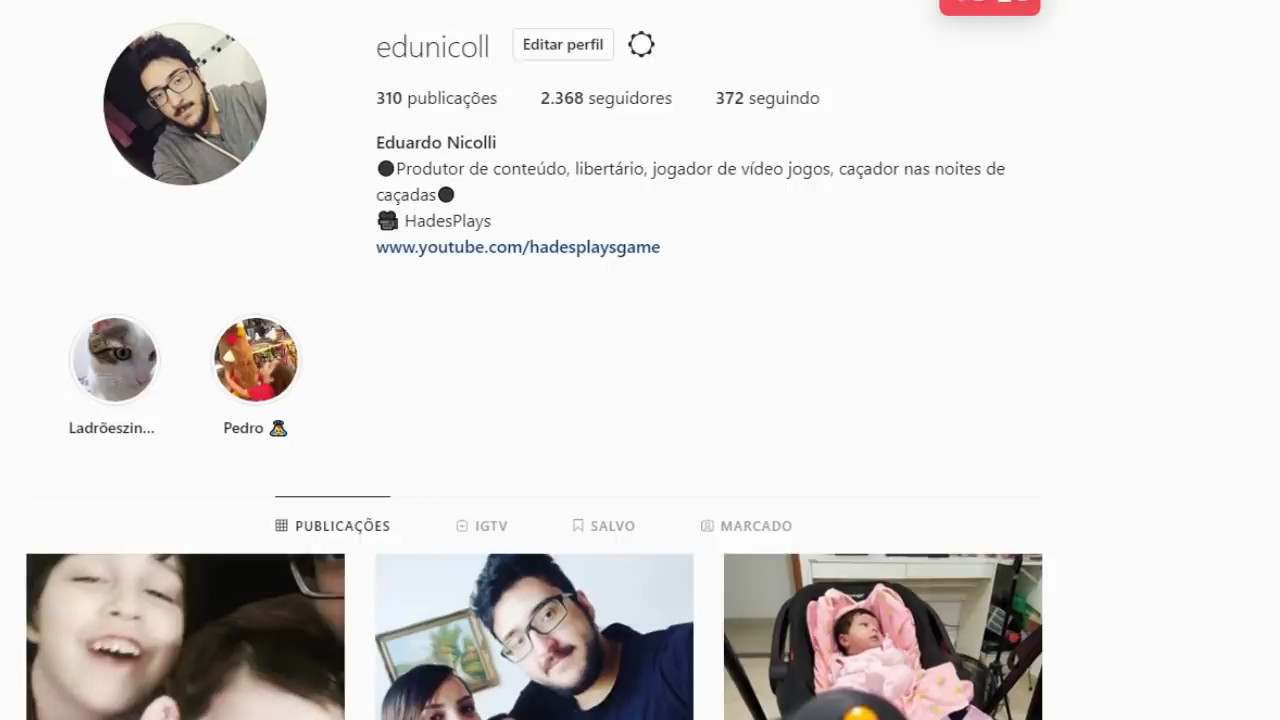 edunicoll Editar perfil
310 publicações 2.368 seguidores 372 seguindo
Eduardo Nicolli
Produtor de conteúdo, libertário, jogador de vídeo jogos, caçador nas noites de
caçadas
HadesPlays
www.youtube.com/hadesplaysgame
Ladrõeszin... Pedro
PUBLICAÇÕES IGTV SALVO MARCADO